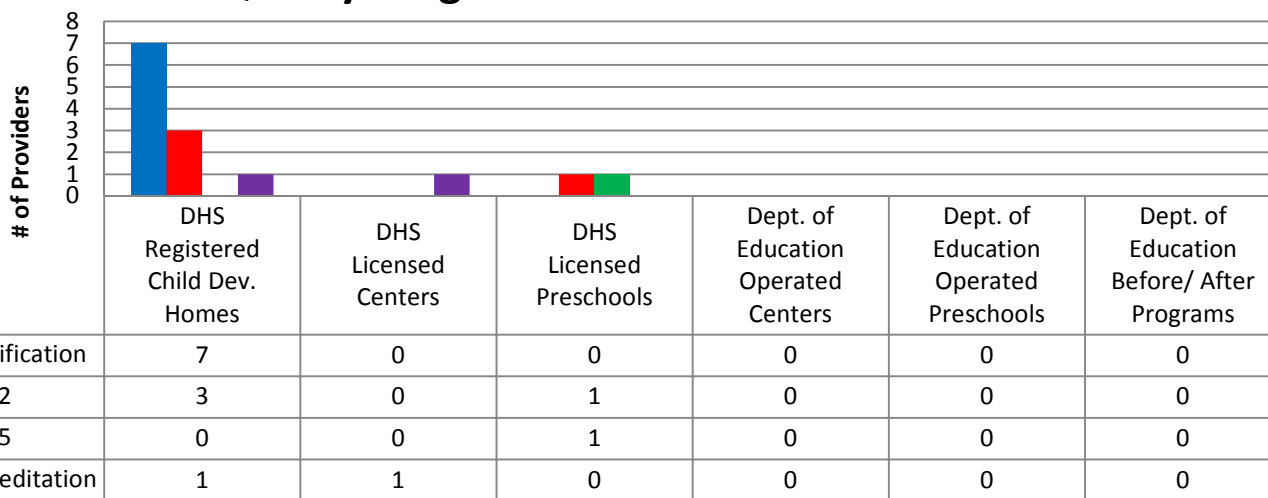 8
7
6
5
4
3
2
1
0
# of Providers
DHS
Registered
Child Dev.
Homes
DHS
Licensed
Centers
DHS
Licensed
Preschools
Dept. of
Education
Operated
Centers
Dept. of
Education
Operated
Preschools
Dept. of
Education
Before/ After
Programs
ification 7 0 0 0 0 0
2 3 0 1 0 0 0
5 0 0 1 0 0 0
editation 1 1 0 0 0 0